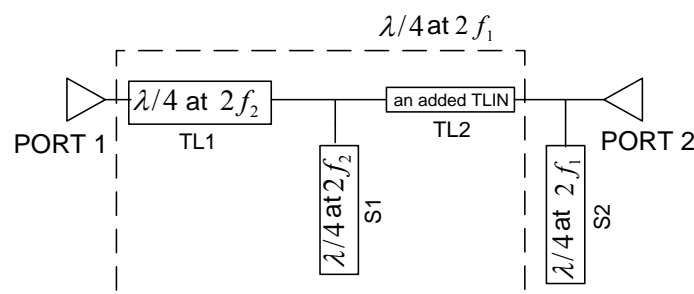 λ/4 at 2f₁
λ/4 at 2f₂
an added TLIN
TL1
TL2
PORT 1
PORT 2
λ/4 at 2f₂
S1
λ/4 at 2f₁
S2